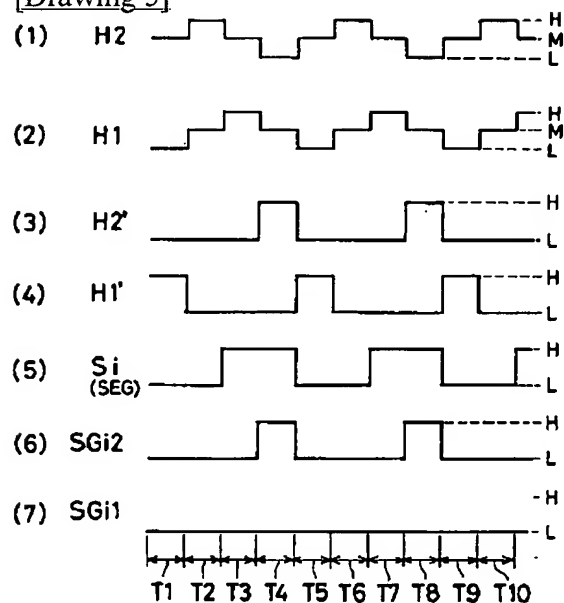 [Drawing 5]
(1) H2 H
M
L
(2) H1 H
M
L
(3) H2' H
L
(4) H1' H
L
(5) Si H
(SEG) L
(6) SGi2 H
L
(7) SGi1 H
L
T1 T2 T3 T4 T5 T6 T7 T8 T9 T10